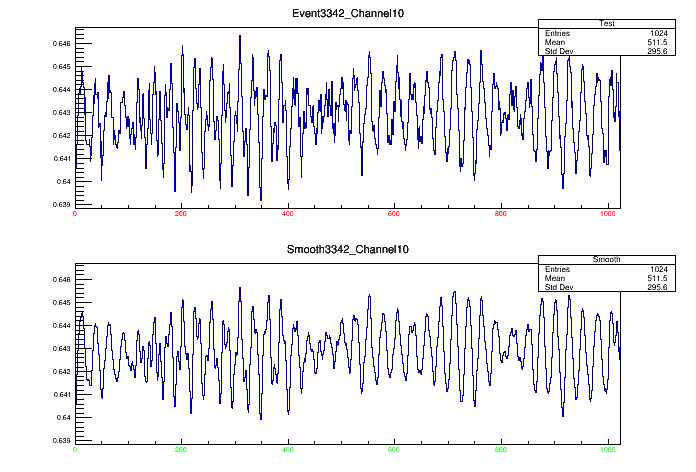 Event3342_Channel10
Test
Entries 1024
Mean 511.5
Std Dev 295.6
0.646
0.645
0.644
0.643
0.642
0.641
0.64
0.639
0 200 400 600 800 1000
Smooth3342_Channel10
Smooth
Entries 1024
Mean 511.5
Std Dev 295.6
0.646
0.645
0.644
0.643
0.642
0.641
0.64
0.639
0 200 400 600 800 1000